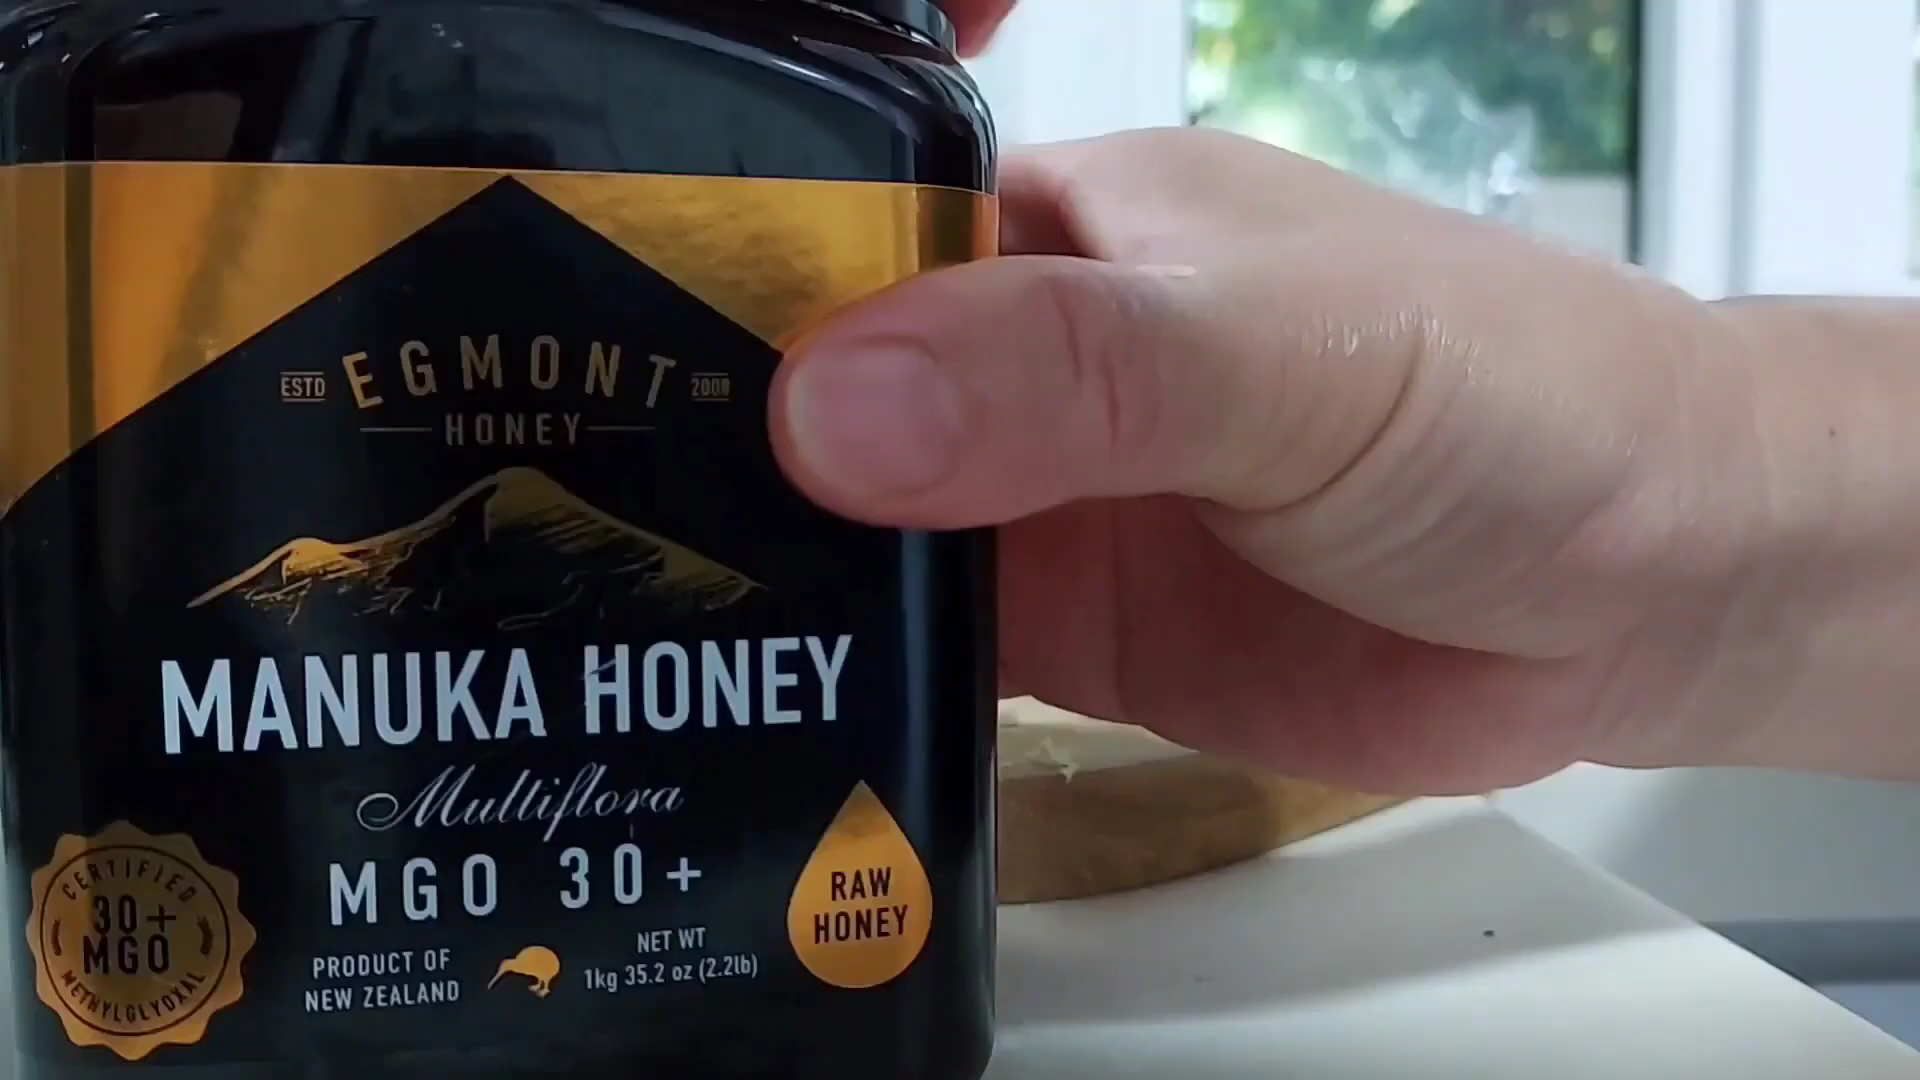 ESTD EGMONT 2008
HONEY
MANUKA HONEY
Multiflora
MGO 30+
CERTIFIED
30+
MGO
METHYLGLYOXAL
PRODUCT OF
NEW ZEALAND
NET WT
1kg 35.2 oz (2.2lb)
RAW
HONEY